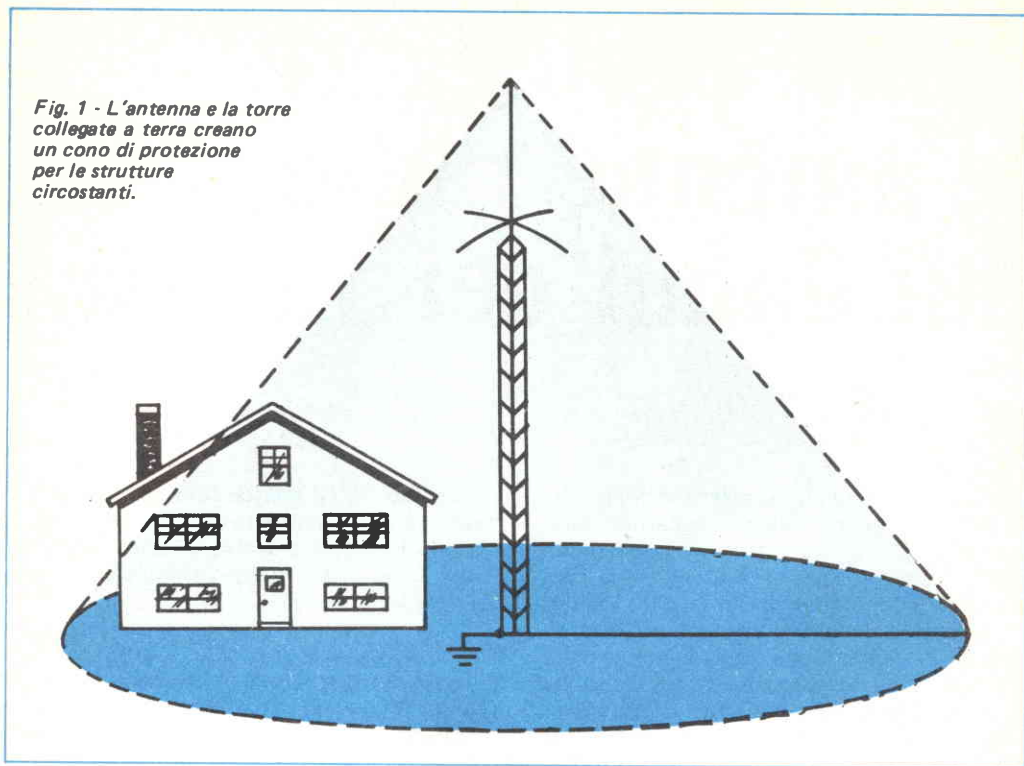 Fig. 1 - L'antenna e la torre
collegate a terra creano
un cono di protezione
per le strutture
circostanti.